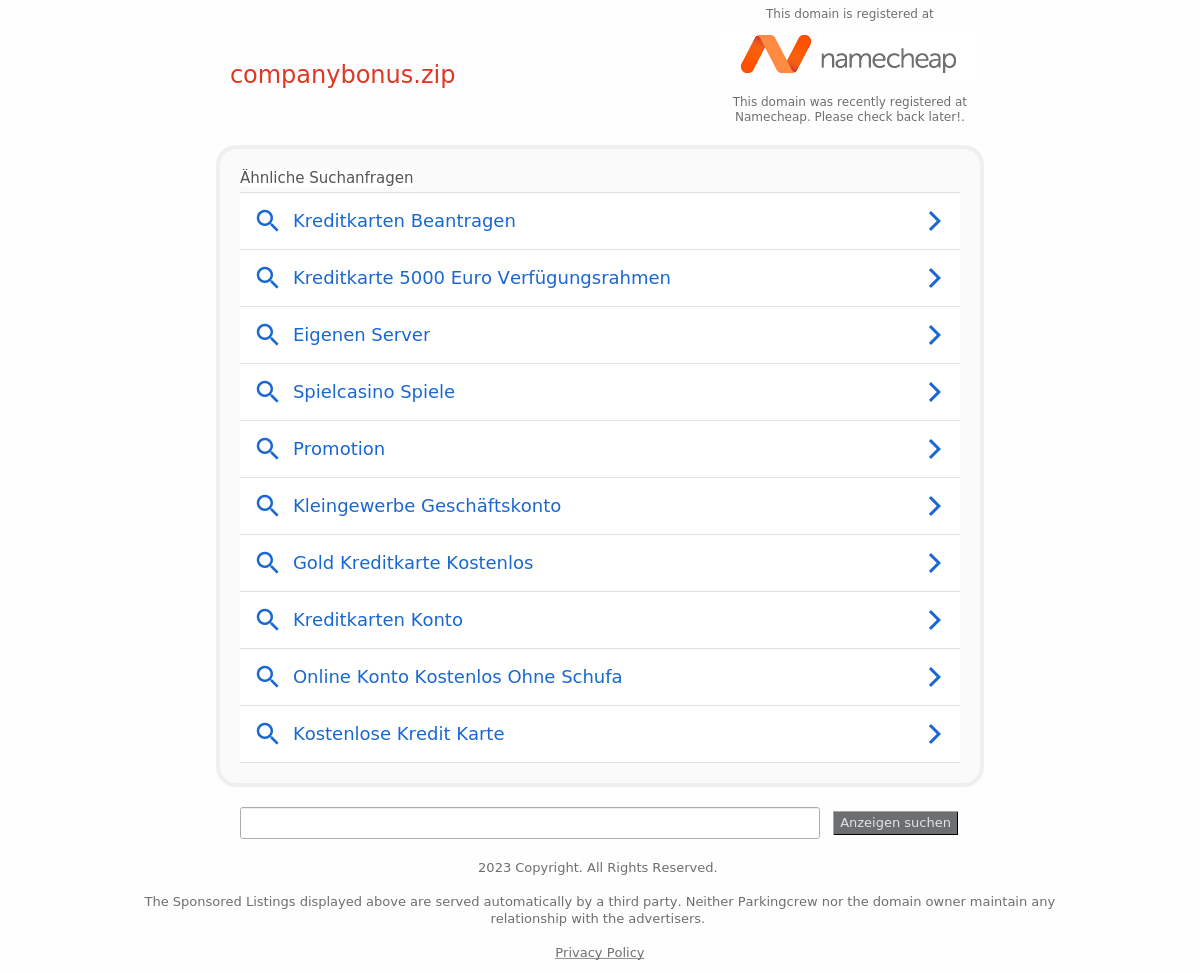 This domain is registered at
namecheap
companybonus.zip
This domain was recently registered at
Namecheap. Please check back later!.
Ähnliche Suchanfragen
Kreditkarten Beantragen
Kreditkarte 5000 Euro Verfügungsrahmen
Eigenen Server
Spielcasino Spiele
Promotion
Kleingewerbe Geschäftskonto
Gold Kreditkarte Kostenlos
Kreditkarten Konto
Online Konto Kostenlos Ohne Schufa
Kostenlose Kredit Karte
Anzeigen suchen
2023 Copyright. All Rights Reserved.
The Sponsored Listings displayed above are served automatically by a third party. Neither Parkingcrew nor the domain owner maintain any
relationship with the advertisers.
Privacy Policy